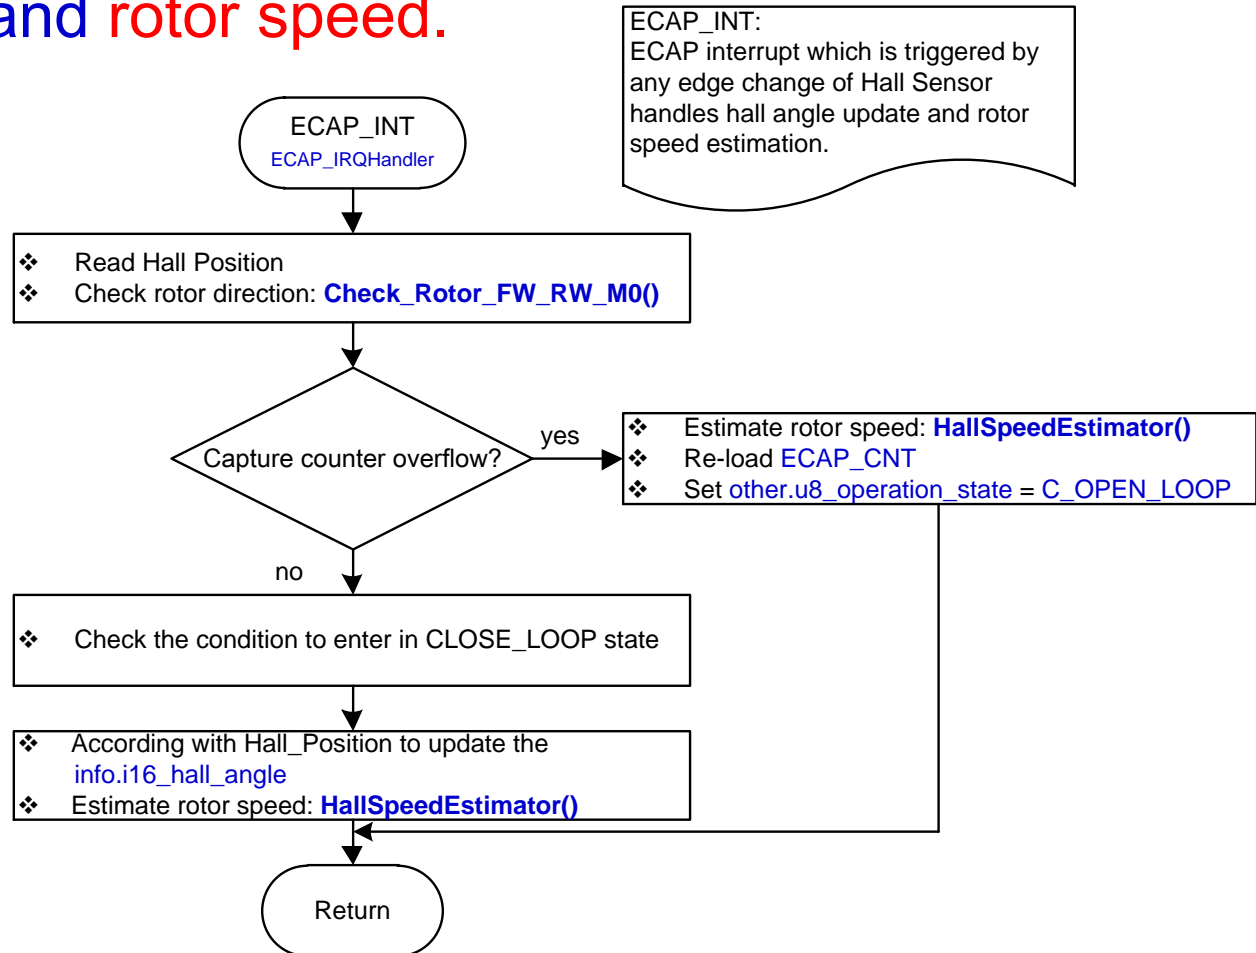 and rotor speed.
ECAP_INT:
ECAP interrupt which is triggered by
any edge change of Hall Sensor
handles hall angle update and rotor
speed estimation.
ECAP_INT
ECAP_IRQHandler
❖ Read Hall Position
❖ Check rotor direction: Check_Rotor_FW_RW_M0()
Capture counter overflow?
yes
❖ Estimate rotor speed: HallSpeedEstimator()
❖ Re-load ECAP_CNT
❖ Set other.u8_operation_state = C_OPEN_LOOP
no
❖ Check the condition to enter in CLOSE_LOOP state
❖ According with Hall_Position to update the
info.i16_hall_angle
❖ Estimate rotor speed: HallSpeedEstimator()
Return